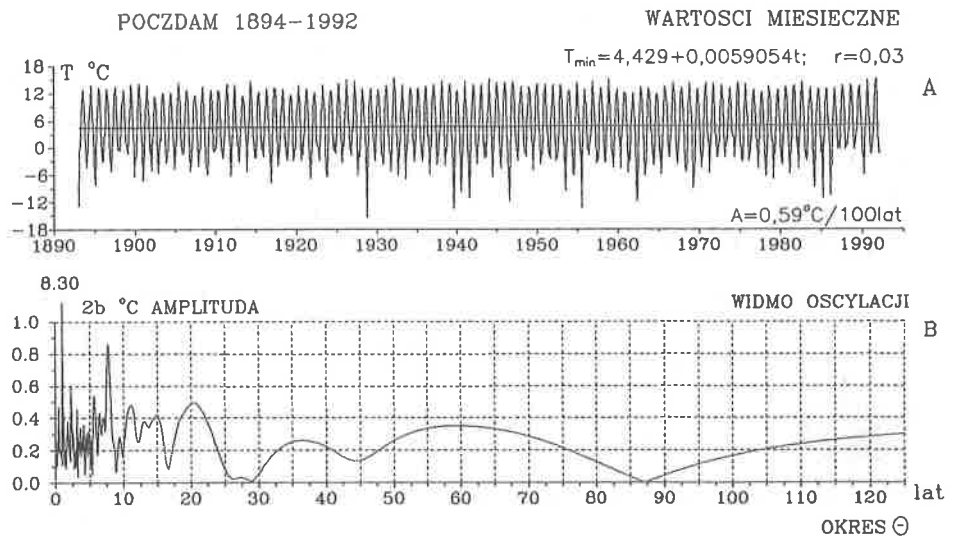 POCZDAM 1894–1992
WARTOSCI MIESIECZNE
Tmin=4,429+0,0059054t; r=0,03
T °C
A
18
12
6
0
−6
−12
−18
A=0,59°C/100lat
1890 1900 1910 1920 1930 1940 1950 1960 1970 1980 1990
8.30
2b °C AMPLITUDA
WIDMO OSCYLACJI
B
1.0
0.8
0.6
0.4
0.2
0.0
0 10 20 30 40 50 60 70 80 90 100 110 120 lat
OKRES Θ